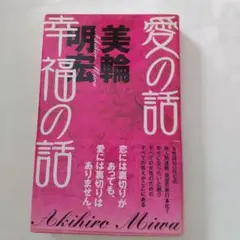 愛の話
美輪
明宏
幸福の話
恋には裏切りが
あっても、
愛には裏切りは
ありません。
Akihiro Miwa